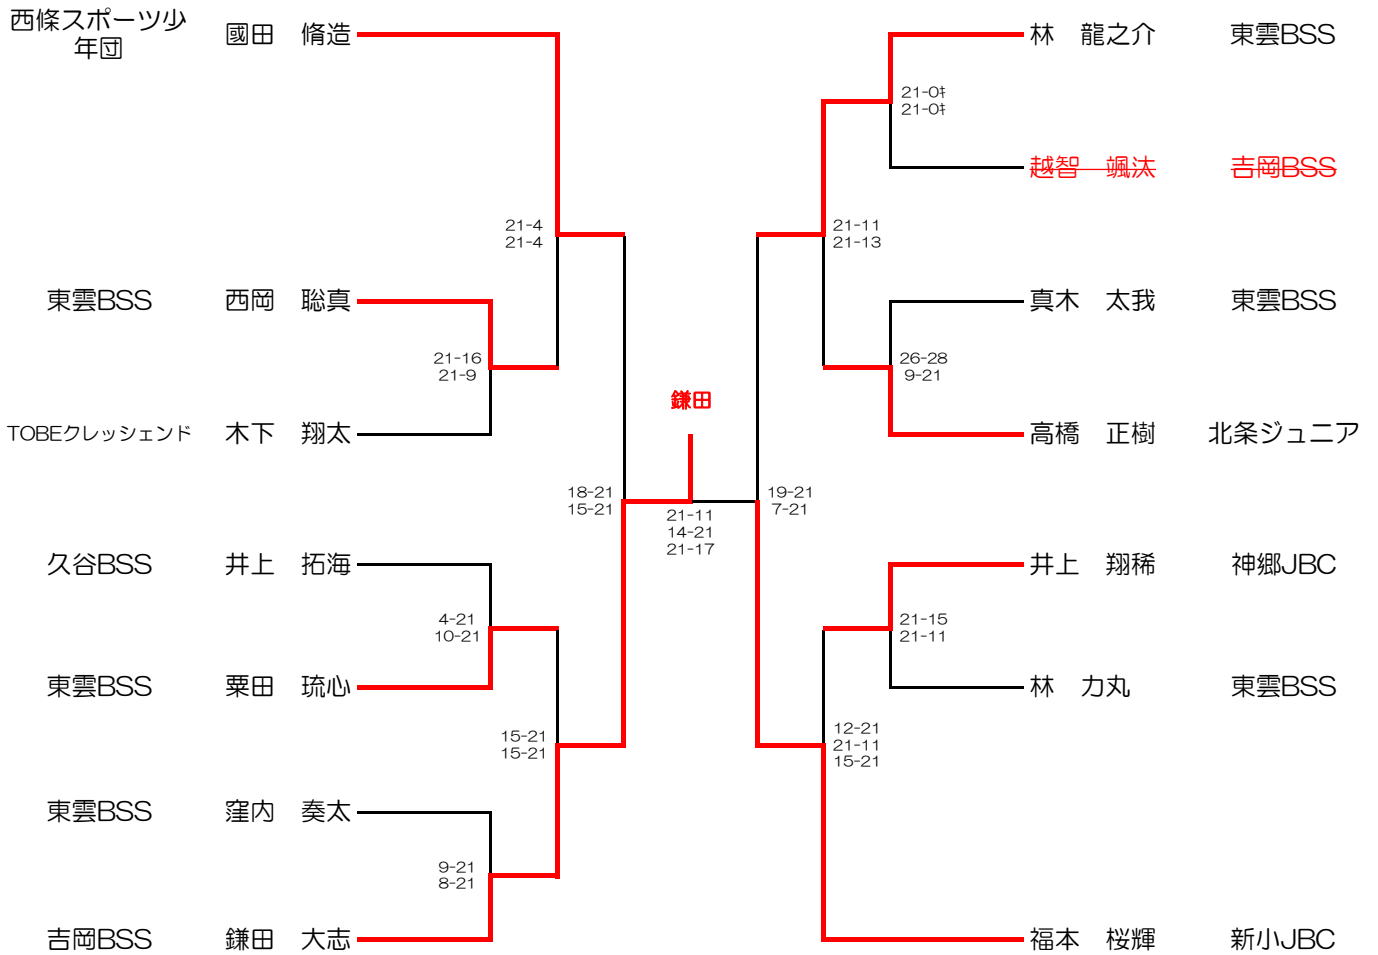 西條スポーツ少
年団
國田　脩造
21-4
21-4
東雲BSS 西岡　聡真
21-16
21-9
TOBEクレッシェンド 木下　翔太
18-21
15-21
久谷BSS 井上　拓海
4-21
10-21
東雲BSS 粟田　琉心
15-21
15-21
東雲BSS 窪内　奏太
9-21
8-21
吉岡BSS 鎌田　大志
鎌田
21-11
14-21
21-17
林　龍之介 東雲BSS
21-0ｷ
21-0ｷ
越智　颯汰 吉岡BSS
21-11
21-13
真木　太我 東雲BSS
26-28
9-21
高橋　正樹 北条ジュニア
19-21
7-21
井上　翔稀 神郷JBC
21-15
21-11
林　力丸 東雲BSS
12-21
21-11
15-21
福本　桜輝 新小JBC